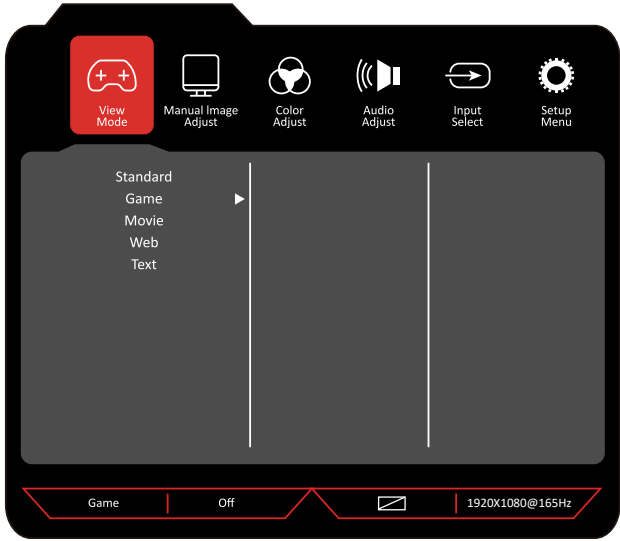 View
Mode
Manual Image
Adjust
Color
Adjust
Audio
Adjust
Input
Select
Setup
Menu
Standard
Game
Movie
Web
Text
Game
Off
1920X1080@165Hz